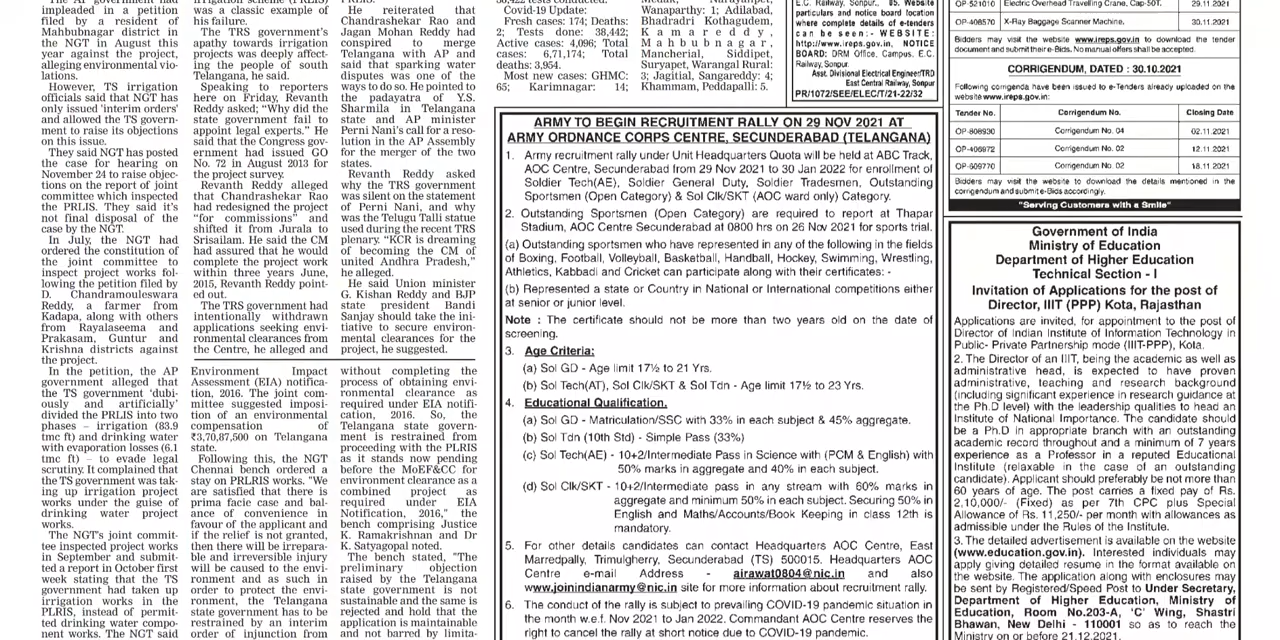 The AP government had
impleaded in a petition
filed by a resident of
Mahbubnagar district in
the NGT in August this
year against the project,
alleging environmental vio-
lations.
However, TS irrigation
officials said that NGT has
only issued 'interim orders'
and allowed the TS govern-
ment to raise its objections
on this issue.
They said NGT has posted
the case for hearing on
November 24 to raise objec-
tions on the report of joint
committee which inspected
the PRLIS. They said it's
not final disposal of the
case by the NGT.
In July, the NGT had
ordered the constitution of
the joint committee to
inspect project works fol-
lowing the petition filed by
D. Chandramouleswara
Reddy, a farmer from
Kadapa, along with others
from Rayalaseema and
Prakasam, Guntur and
Krishna districts against
the project.
In the petition, the AP
government alleged that
the TS government 'dubi-
ously and artificially'
divided the PRLIS into two
phases – irrigation (83.9
tmc ft) and drinking water
with evaporation losses (6.1
tmc ft) – to evade legal
scrutiny. It complained that
the TS government was tak-
ing up irrigation project
works under the guise of
drinking water project
works.
The NGT's joint commit-
tee inspected project works
in September and submit-
ted a report in October first
week stating that the TS
government had taken up
irrigation works in the
PLRIS, instead of permit-
ted drinking water compo-
nent works. The NGT said
was a classic example of
his failure.
The TRS government's
apathy towards irrigation
projects was deeply affect-
ing the people of south
Telangana, he said.
Speaking to reporters
here on Friday, Revanth
Reddy asked; "Why did the
state government fail to
appoint legal experts." He
said that the Congress gov-
ernment had issued GO
No. 72 in August 2013 for
the project survey.
Revanth Reddy alleged
that Chandrashekar Rao
had redesigned the project
"for commissions" and
shifted it from Jurala to
Srisailam. He said the CM
had assured that he would
complete the project work
within three years June,
2015, Revanth Reddy point-
ed out.
The TRS government had
intentionally withdrawn
applications seeking envi-
ronmental clearances from
the Centre, he alleged and
He reiterated that
Chandrashekar Rao and
Jagan Mohan Reddy had
conspired to merge
Telangana with AP and
said that sparking water
disputes was one of the
ways to do so. He pointed to
the padayatra of Y.S.
Sharmila in Telangana
state and AP minister
Perni Nani's call for a reso-
lution in the AP Assembly
for the merger of the two
states.
Revanth Reddy asked
why the TRS government
was silent on the statement
of Perni Nani, and why
was the Telugu Talli statue
used during the recent TRS
plenary. "KCR is dreaming
of becoming the CM of
united Andhra Pradesh,"
he alleged.
He said Union minister
G. Kishan Reddy and BJP
state president Bandi
Sanjay should take the ini-
tiative to secure environ-
mental clearances for the
project, he suggested.
Environment Impact
Assessment (EIA) notifica-
tion, 2016. The joint com-
mittee suggested imposi-
tion of an environmental
compensation of
₹3,70,87,500 on Telangana
state.
Following this, the NGT
Chennai bench ordered a
stay on PRLIS works. "We
are satisfied that there is
prima facie case and bal-
ance of convenience in
favour of the applicant and
if the relief is not granted,
then there will be irrepara-
ble and irreversible injury
will be caused to the envi-
ronment and as such in
order to protect the envi-
ronment, the Telangana
state government has to be
restrained by an interim
order of injunction from
without completing the
process of obtaining envi-
ronmental clearance as
required under EIA notifi-
cation, 2016. So, the
Telangana state govern-
ment is restrained from
proceeding with the PLRIS
as it stands now pending
before the MoEF&CC for
environment clearance as a
combined project as
required under EIA
Notification, 2016," the
bench comprising Justice
K. Ramakrishnan and Dr
K. Satyagopal noted.
The bench stated, "The
preliminary objection
raised by the Telangana
state government is not
sustainable and the same is
rejected and hold that the
application is maintainable
and not barred by limita-
Covid-19 Update:
Fresh cases: 174; Deaths:
2; Tests done: 38,442;
Active cases: 4,096; Total
cases: 6,71,174; Total
deaths: 3,954.
Most new cases: GHMC:
65; Karimnagar: 14;
Wanaparthy: 1; Adilabad,
Bhadradri Kothagudem,
Kamareddy,
Mahbubnagar,
Mancherial, Siddipet,
Suryapet, Warangal Rural:
3; Jagitial, Sangareddy: 4;
Khammam, Peddapalli: 5.
E.C. Railway, Sonpur., 05. Website
particulars and notice board location
where complete details of e-tenders
can be seen:- WEBSITE:
http://www.ireps.gov.in, NOTICE
BOARD: DRM Office, Campus. E.C.
Railway, Sonpur.
Asst. Divisional Electrical Engineer/TRD
East Central Railway, Sonpur
PR/1072/SEE/ELEC/T/21-22/32
ARMY TO BEGIN RECRUITMENT RALLY ON 29 NOV 2021 AT
ARMY ORDNANCE CORPS CENTRE, SECUNDERABAD (TELANGANA)
1. Army recruitment rally under Unit Headquarters Quota will be held at ABC Track,
AOC Centre, Secunderabad from 29 Nov 2021 to 30 Jan 2022 for enrollment of
Soldier Tech(AE), Soldier General Duty, Soldier Tradesmen, Outstanding
Sportsmen (Open Category) & Sol Clk/SKT (AOC ward only) Category.
2. Outstanding Sportsmen (Open Category) are required to report at Thapar
Stadium, AOC Centre Secunderabad at 0800 hrs on 26 Nov 2021 for sports trial.
(a) Outstanding sportsmen who have represented in any of the following in the fields
of Boxing, Football, Volleyball, Basketball, Handball, Hockey, Swimming, Wrestling,
Athletics, Kabbadi and Cricket can participate along with their certificates: -
(b) Represented a state or Country in National or International competitions either
at senior or junior level.
Note : The certificate should not be more than two years old on the date of
screening.
3. Age Criteria:
(a) Sol GD - Age limit 17½ to 21 Yrs.
(b) Sol Tech(AT), Sol Clk/SKT & Sol Tdn - Age limit 17½ to 23 Yrs.
4. Educational Qualification.
(a) Sol GD - Matriculation/SSC with 33% in each subject & 45% aggregate.
(b) Sol Tdn (10th Std) - Simple Pass (33%)
(c) Sol Tech(AE) - 10+2/Intermediate Pass in Science with (PCM & English) with
50% marks in aggregate and 40% in each subject.
(d) Sol Clk/SKT - 10+2/Intermediate pass in any stream with 60% marks in
aggregate and minimum 50% in each subject. Securing 50% in
English and Maths/Accounts/Book Keeping in class 12th is
mandatory.
5. For other details candidates can contact Headquarters AOC Centre, East
Marredpally, Trimulgherry, Secunderabad (TS) 500015. Headquarters AOC
Centre e-mail Address - airawat0804@nic.in and also
www.joinindianarmy@nic.in site for more information about recruitment rally.
6. The conduct of the rally is subject to prevailing COVID-19 pandemic situation in
the month w.e.f. Nov 2021 to Jan 2022. Commandant AOC Centre reserves the
right to cancel the rally at short notice due to COVID-19 pandemic.
OP-521010 Electric Overhead Travelling Crane, Cap-50T. 29.11.2021
OP-408570 X-Ray Baggage Scanner Machine. 30.11.2021
Bidders may visit the website www.ireps.gov.in to download the tender
document and submit their e-Bids. No manual offers shall be accepted.
CORRIGENDUM, DATED : 30.10.2021
Following corrigenda have been issued to e-Tenders already uploaded on the
website www.ireps.gov.in:
Tender No. Corrigendum No. Closing Date
OP-808930 Corrigendum No. 04 02.11.2021
OP-406972 Corrigendum No. 02 12.11.2021
OP-609770 Corrigendum No. 02 18.11.2021
Bidders may visit the website to download the details mentioned in the
corrigendum and submit e-Bids accordingly.
"Serving Customers with a Smile"
Government of India
Ministry of Education
Department of Higher Education
Technical Section - I
Invitation of Applications for the post of
Director, IIIT (PPP) Kota, Rajasthan
Applications are invited, for appointment to the post of
Director of Indian Institute of Information Technology in
Public- Private Partnership mode (IIIT-PPP), Kota.
2. The Director of an IIIT, being the academic as well as
administrative head, is expected to have proven
administrative, teaching and research background
(including significant experience in research guidance at
the Ph.D level) with the leadership qualities to head an
Institute of National Importance. The candidate should
be a Ph.D in appropriate branch with an outstanding
academic record throughout and a minimum of 7 years
experience as a Professor in a reputed Educational
Institute (relaxable in the case of an outstanding
candidate). Applicant should preferably be not more than
60 years of age. The post carries a fixed pay of Rs.
2,10,000/- (Fixed) as per 7th CPC plus Special
Allowance of Rs. 11,250/- per month with allowances as
admissible under the Rules of the Institute.
3. The detailed advertisement is available on the website
(www.education.gov.in). Interested individuals may
apply giving detailed resume in the format available on
the website. The application along with enclosures may
be sent by Registered/Speed Post to Under Secretary,
Department of Higher Education, Ministry of
Education, Room No.203-A, 'C' Wing, Shastri
Bhawan, New Delhi - 110001 so as to reach the
Ministry on or before 21.12.2021.